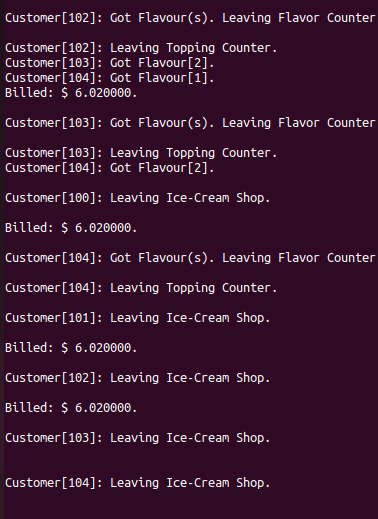 Customer[102]: Got Flavour(s). Leaving Flavor Counter
Customer[102]: Leaving Topping Counter.
Customer[103]: Got Flavour[2].
Customer[104]: Got Flavour[1].
Billed: $ 6.020000.
Customer[103]: Got Flavour(s). Leaving Flavor Counter
Customer[103]: Leaving Topping Counter.
Customer[104]: Got Flavour[2].
Customer[100]: Leaving Ice-Cream Shop.
Billed: $ 6.020000.
Customer[104]: Got Flavour(s). Leaving Flavor Counter
Customer[104]: Leaving Topping Counter.
Customer[101]: Leaving Ice-Cream Shop.
Billed: $ 6.020000.
Customer[102]: Leaving Ice-Cream Shop.
Billed: $ 6.020000.
Customer[103]: Leaving Ice-Cream Shop.
Customer[104]: Leaving Ice-Cream Shop.